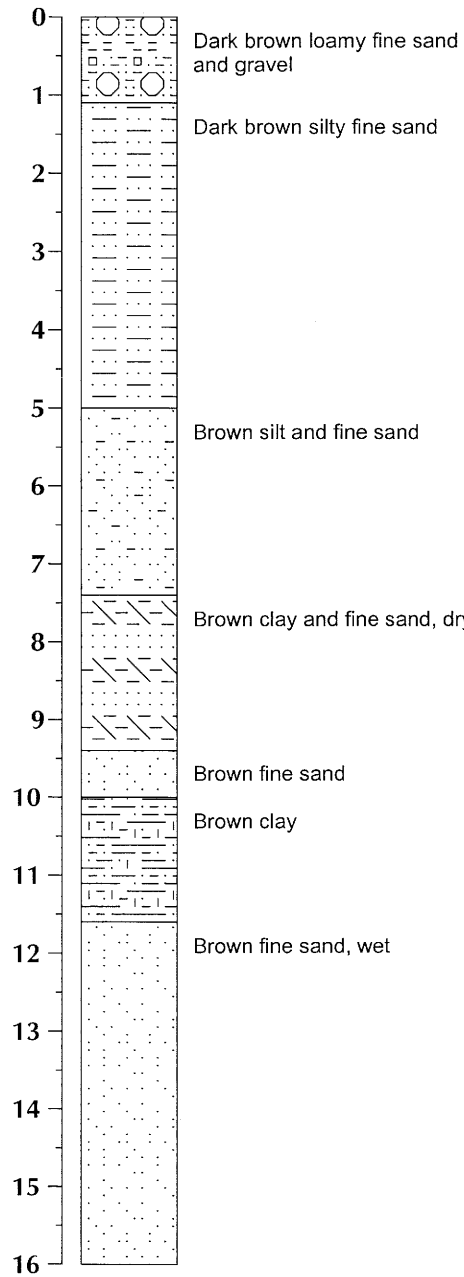 0
Dark brown loamy fine sand
and gravel
1
Dark brown silty fine sand
2
3
4
5
Brown silt and fine sand
6
7
Brown clay and fine sand, dry
8
9
Brown fine sand
10
Brown clay
11
12
Brown fine sand, wet
13
14
15
16